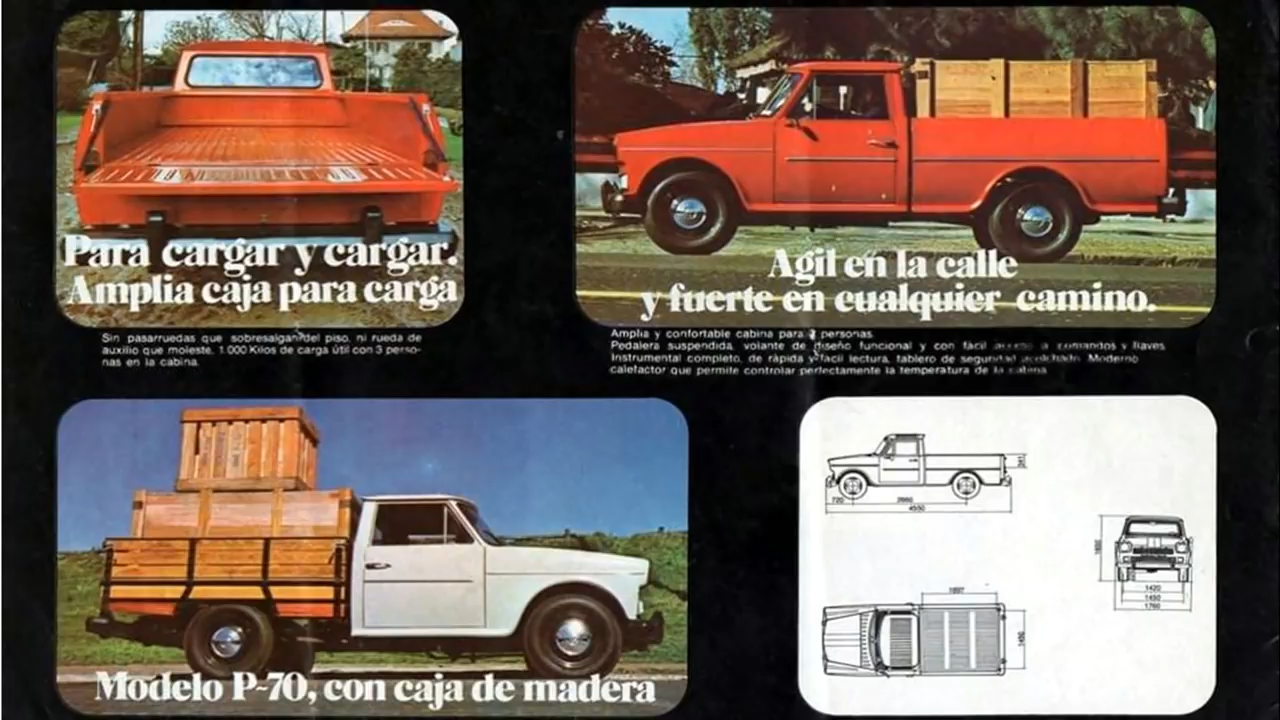 Para cargar y cargar.
Amplia caja para carga
Sin pasarruedas que sobresalgan del piso, ni rueda de
auxilio que moleste. 1.000 Kilos de carga útil con 3 perso-
nas en la cabina.
Agil en la calle
y fuerte en cualquier camino.
Amplia y confortable cabina para 3 personas.
Pedalera suspendida, volante de diseño funcional y con fácil acceso a comandos y llaves.
Instrumental completo, de rápida y fácil lectura, tablero de seguridad acolchado. Moderno
calefactor que permite controlar perfectamente la temperatura de la cabina.
Modelo P-70, con caja de madera
720 2660
4550
1420
1450
1760